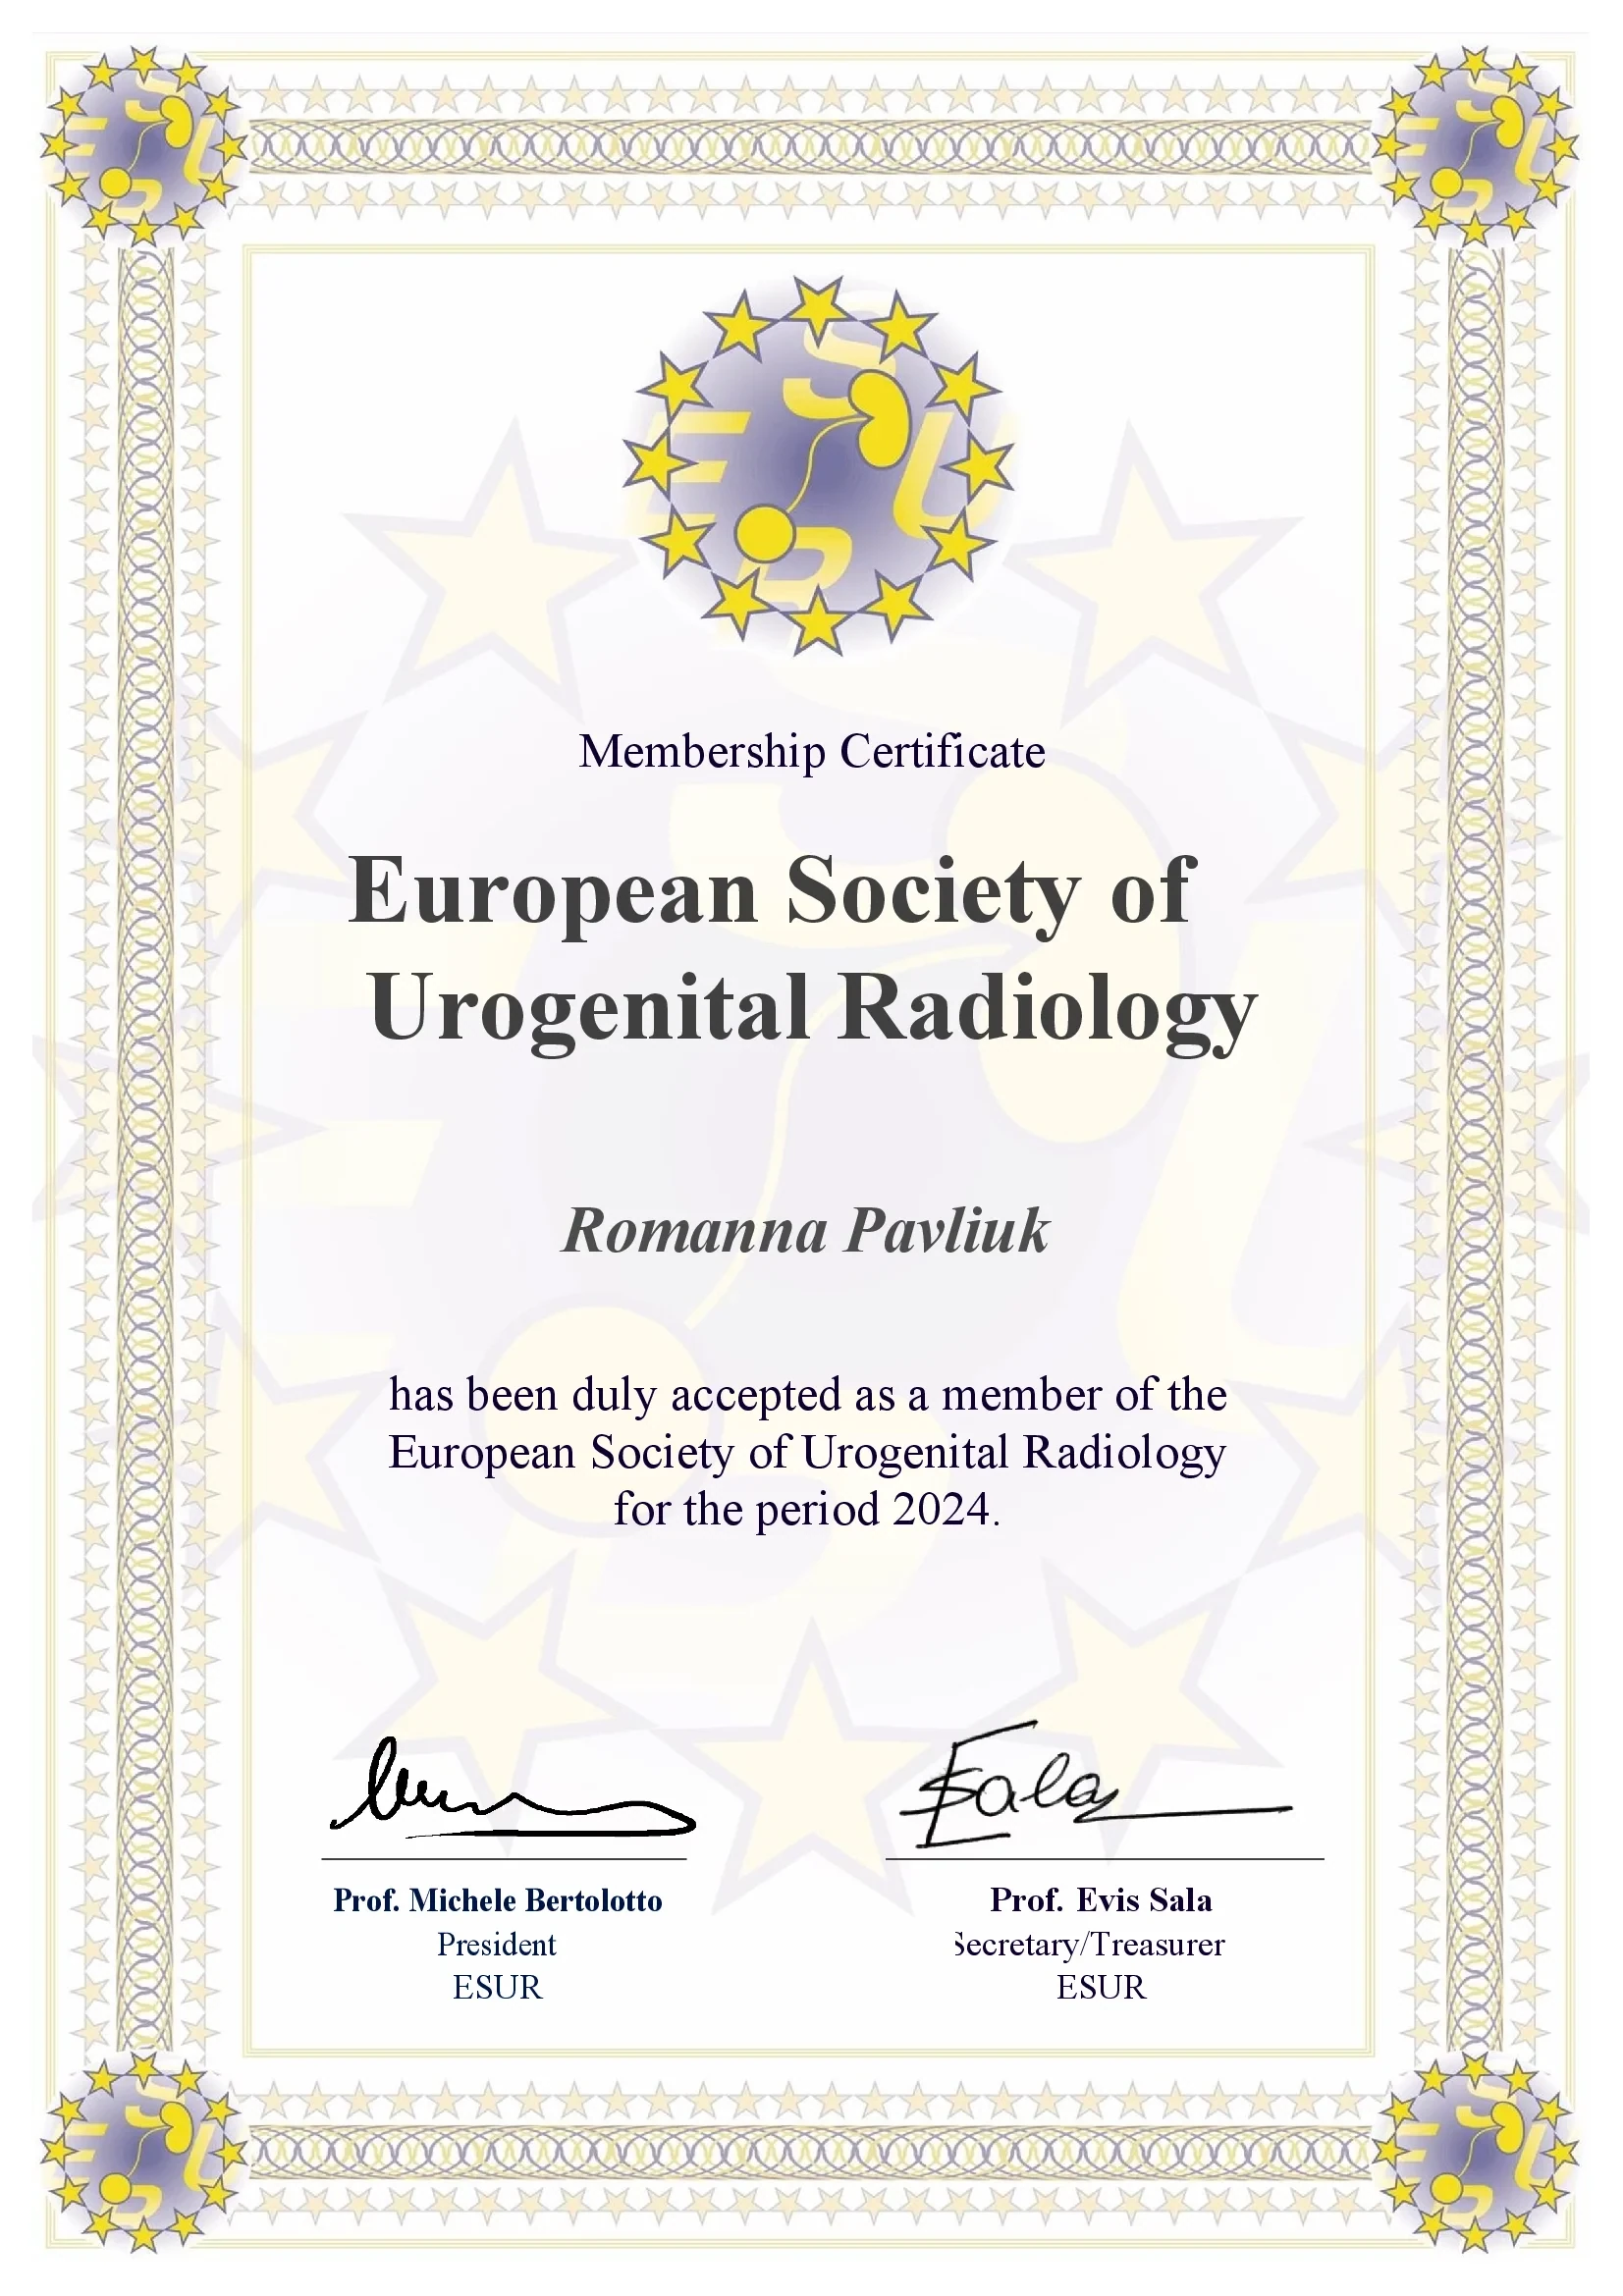 E S U R
Membership Certificate
European Society of
Urogenital Radiology
Romanna Pavliuk
has been duly accepted as a member of the
European Society of Urogenital Radiology
for the period 2024.
Sala
Prof. Michele Bertolotto
President
ESUR
Prof. Evis Sala
Secretary/Treasurer
ESUR